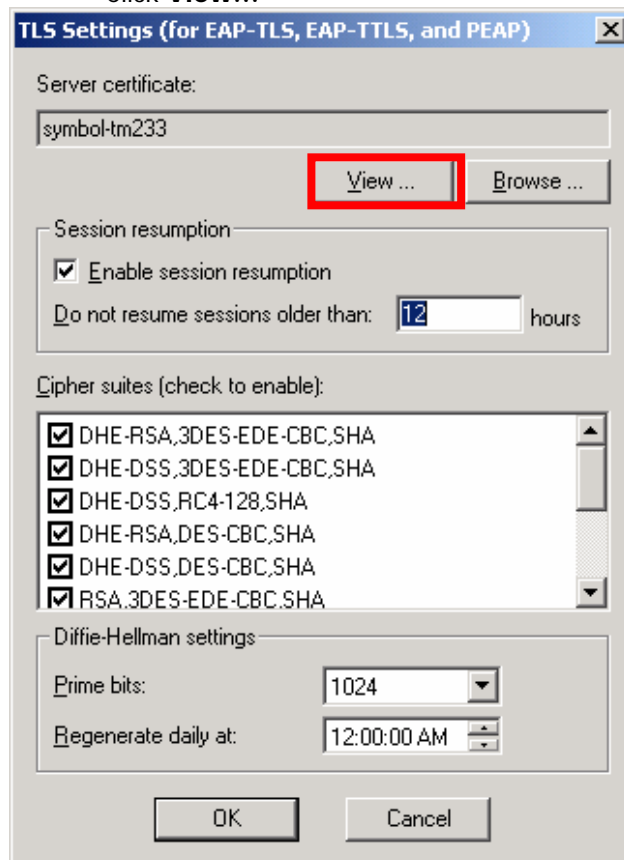 click View...
TLS Settings (for EAP-TLS, EAP-TTLS, and PEAP)
Server certificate:
symbol-tm233
View ... Browse ...
Session resumption
Enable session resumption
Do not resume sessions older than: 12 hours
Cipher suites (check to enable):
DHE-RSA,3DES-EDE-CBC,SHA
DHE-DSS,3DES-EDE-CBC,SHA
DHE-DSS,RC4-128,SHA
DHE-RSA,DES-CBC,SHA
DHE-DSS,DES-CBC,SHA
RSA,3DES-EDE-CBC,SHA
Diffie-Hellman settings
Prime bits: 1024
Regenerate daily at: 12:00:00 AM
OK Cancel